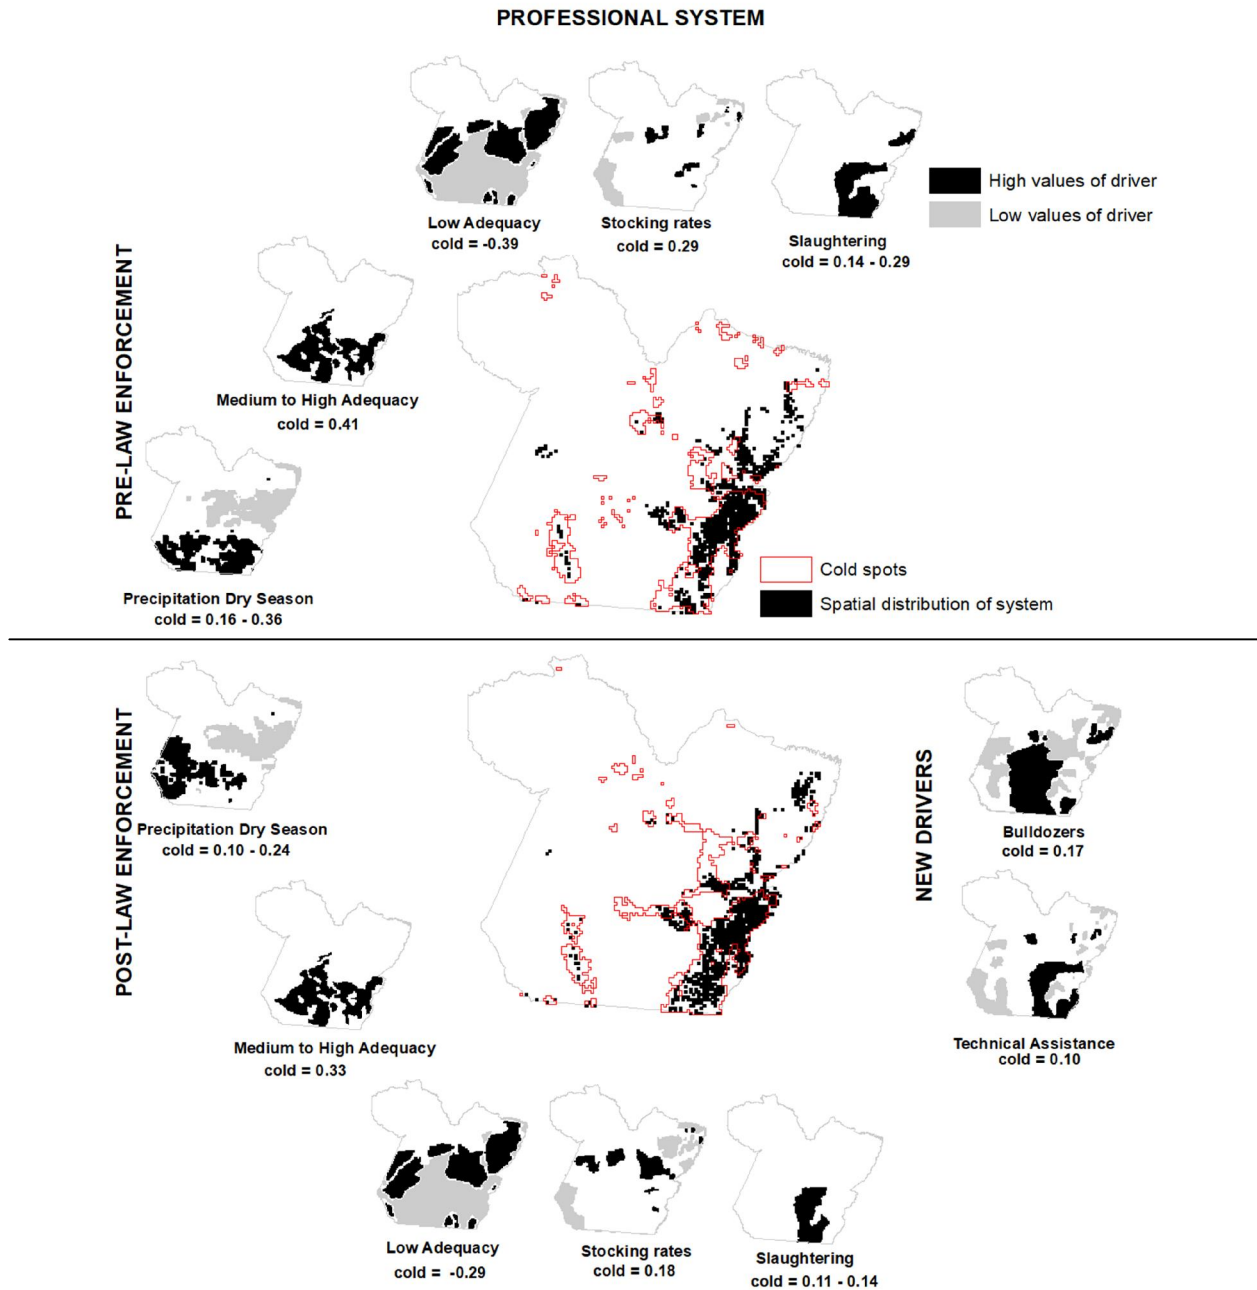 PROFESSIONAL SYSTEM
PRE-LAW ENFORCEMENT
Low Adequacy
cold = -0.39
Stocking rates
cold = 0.29
Slaughtering
cold = 0.14 - 0.29
High values of driver
Low values of driver
Medium to High Adequacy
cold = 0.41
Precipitation Dry Season
cold = 0.16 - 0.36
Cold spots
Spatial distribution of system
POST-LAW ENFORCEMENT
Precipitation Dry Season
cold = 0.10 - 0.24
NEW DRIVERS
Bulldozers
cold = 0.17
Technical Assistance
cold = 0.10
Medium to High Adequacy
cold = 0.33
Low Adequacy
cold = -0.29
Stocking rates
cold = 0.18
Slaughtering
cold = 0.11 - 0.14